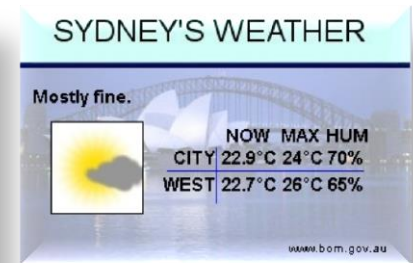 SYDNEY'S WEATHER
Mostly fine.
NOW MAX HUM
CITY 22.9°C 24°C 70%
WEST 22.7°C 26°C 65%
www.bom.gov.au